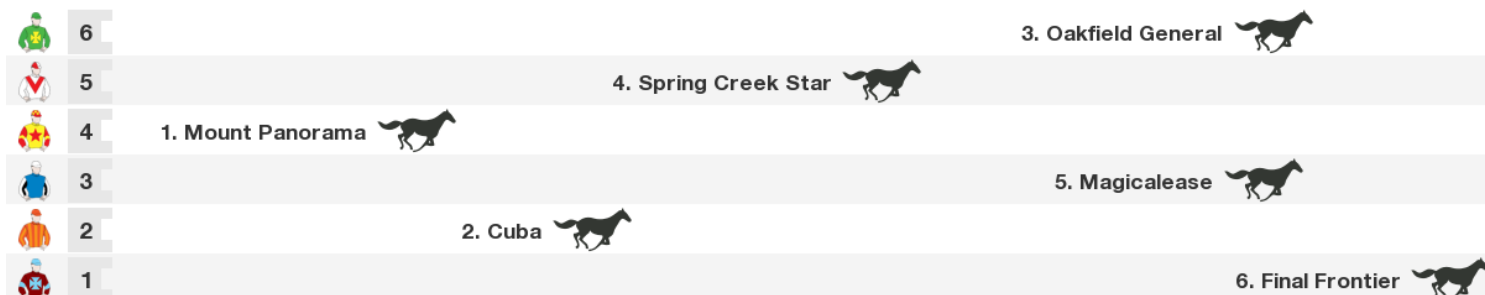 6 3. Oakfield General
5 4. Spring Creek Star
4 1. Mount Panorama
3 5. Magicalease
2 2. Cuba
1 6. Final Frontier